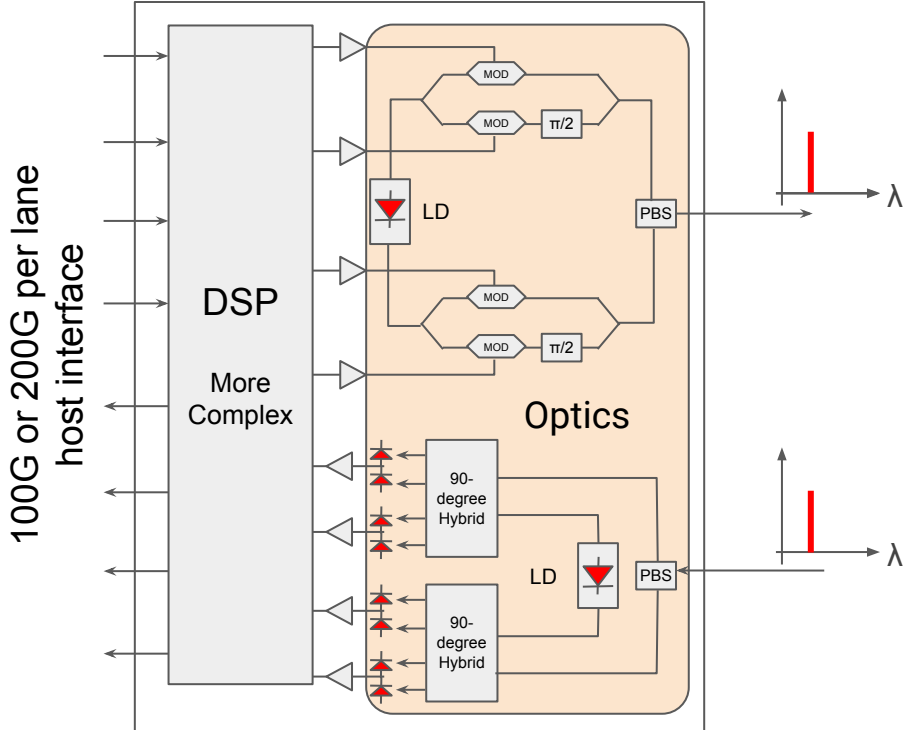 100G or 200G per lane
host interface
DSP
More
Complex
MOD
MOD
π/2
LD
PBS
λ
MOD
MOD
π/2
Optics
90-
degree
Hybrid
LD
PBS
λ
90-
degree
Hybrid